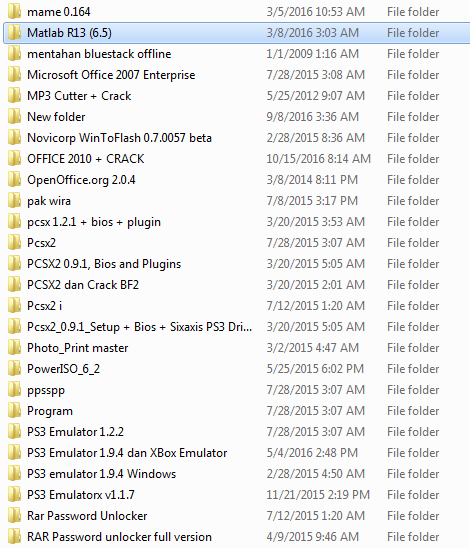 mame 0.164 3/5/2016 10:53 AM File folder
Matlab R13 (6.5) 3/8/2016 3:03 AM File folder
mentahan bluestack offline 1/1/2009 1:16 AM File folder
Microsoft Office 2007 Enterprise 7/28/2015 3:08 AM File folder
MP3 Cutter + Crack 5/25/2012 9:07 AM File folder
New folder 9/8/2016 3:36 AM File folder
Novicorp WinToFlash 0.7.0057 beta 2/28/2015 8:36 AM File folder
OFFICE 2010 + CRACK 10/15/2016 8:14 AM File folder
OpenOffice.org 2.0.4 3/8/2014 8:11 PM File folder
pak wira 7/8/2015 3:17 PM File folder
pcsx 1.2.1 + bios + plugin 3/20/2015 3:53 AM File folder
Pcsx2 7/28/2015 3:07 AM File folder
PCSX2 0.9.1, Bios and Plugins 3/20/2015 5:05 AM File folder
PCSX2 dan Crack BF2 3/20/2015 2:01 AM File folder
Pcsx2 i 7/12/2015 1:20 AM File folder
Pcsx2_0.9.1_Setup + Bios + Sixaxis PS3 Dri... 3/20/2015 5:05 AM File folder
Photo_Print master 3/2/2015 4:47 AM File folder
PowerISO_6_2 5/25/2015 6:02 PM File folder
ppsspp 7/28/2015 3:07 AM File folder
Program 7/28/2015 3:07 AM File folder
PS3 Emulator 1.2.2 7/28/2015 3:07 AM File folder
PS3 Emulator 1.9.4 dan XBox Emulator 5/4/2016 2:48 PM File folder
PS3 emulator 1.9.4 Windows 2/28/2015 4:50 AM File folder
PS3 Emulatorx v1.1.7 11/21/2015 2:19 PM File folder
Rar Password Unlocker 7/12/2015 1:20 AM File folder
RAR Password unlocker full version 4/9/2015 9:46 AM File folder